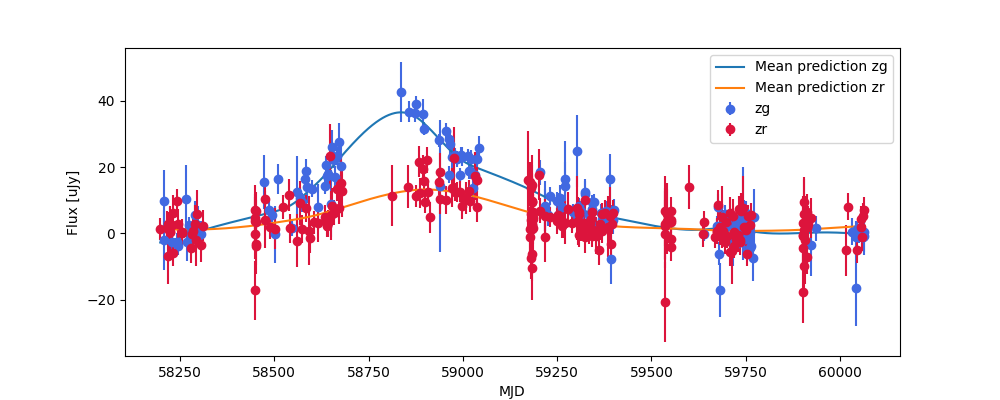 Mean prediction zg
Mean prediction zr
zg
zr
Flux [uJy]
40
20
0
−20
58250 58500 58750 59000 59250 59500 59750 60000
MJD